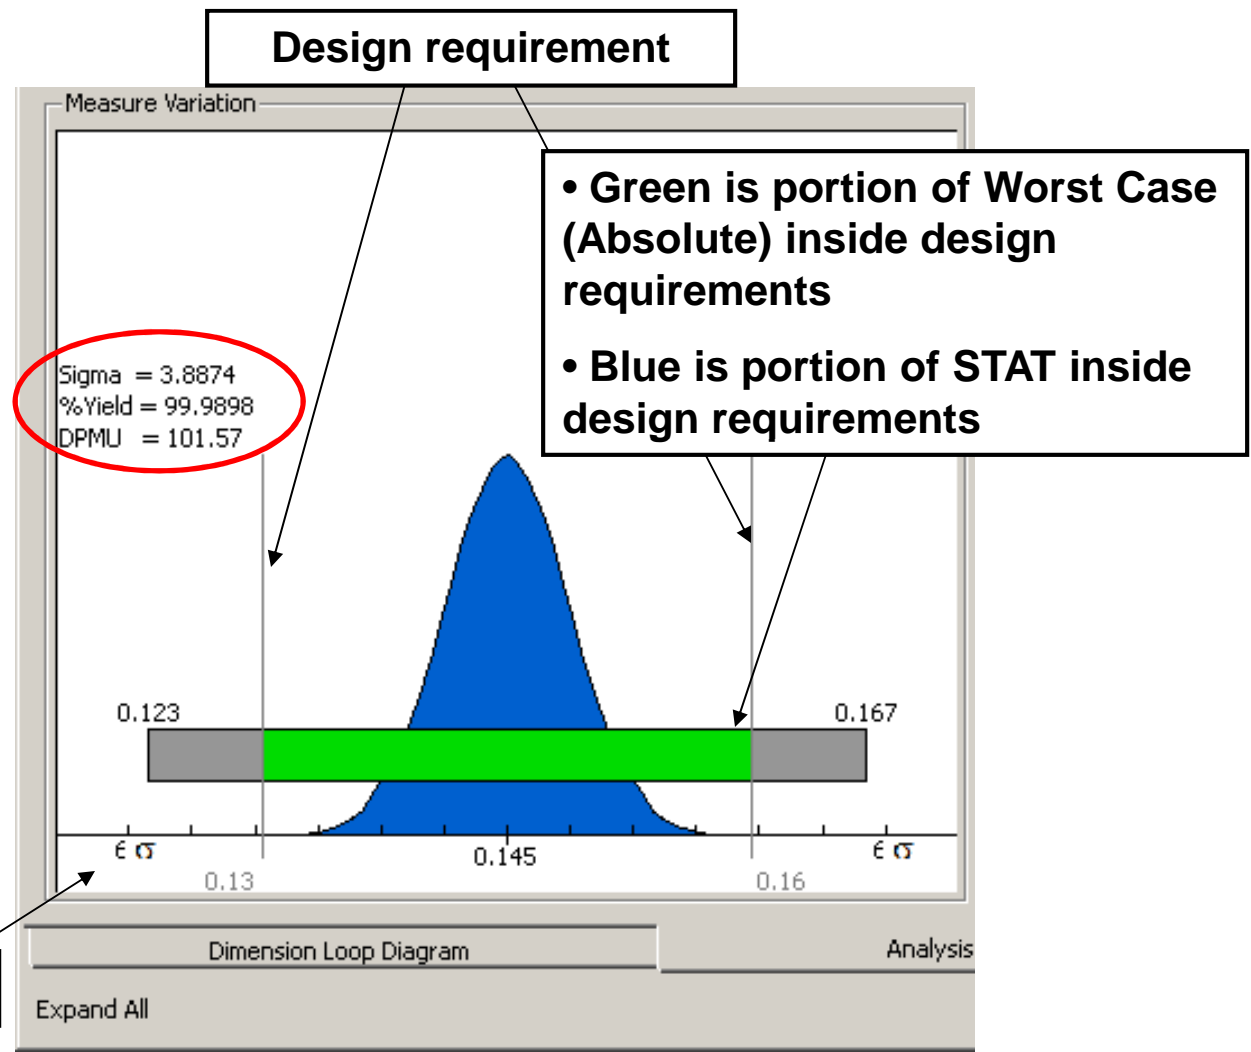 Design requirement
Measure Variation
• Green is portion of Worst Case
(Absolute) inside design
requirements
• Blue is portion of STAT inside
design requirements
Sigma = 3.8874
%Yield = 99.9898
DPMU = 101.57
0.123
0.167
σ
0.145
σ
0.13
0.16
Dimension Loop Diagram
Analysis
Expand All